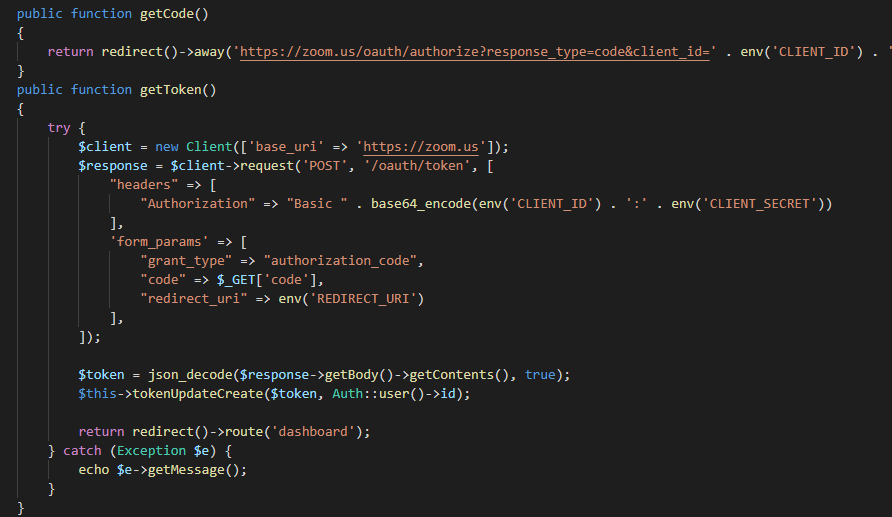 public function getCode()
{
    return redirect()->away('https://zoom.us/oauth/authorize?response_type=code&client_id=' . env('CLIENT_ID') . '
}
public function getToken()
{
    try {
        $client = new Client(['base_uri' => 'https://zoom.us']);
        $response = $client->request('POST', '/oauth/token', [
            "headers" => [
                "Authorization" => "Basic " . base64_encode(env('CLIENT_ID') . ':' . env('CLIENT_SECRET'))
            ],
            'form_params' => [
                "grant_type" => "authorization_code",
                "code" => $_GET['code'],
                "redirect_uri" => env('REDIRECT_URI')
            ],
        ]);

        $token = json_decode($response->getBody()->getContents(), true);
        $this->tokenUpdateCreate($token, Auth::user()->id);

        return redirect()->route('dashboard');
    } catch (Exception $e) {
        echo $e->getMessage();
    }
}